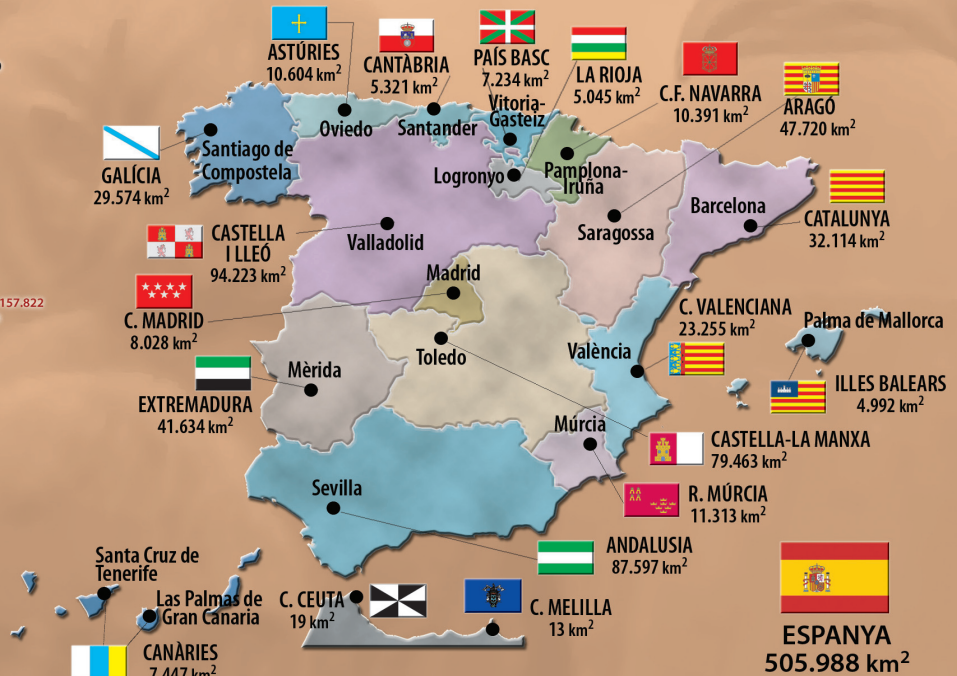 ASTÚRIES
10.604 km²
CANTÀBRIA
5.321 km²
PAÍS BASC
7.234 km²
LA RIOJA
5.045 km²
C.F. NAVARRA
10.391 km²
ARAGÓ
47.720 km²
Vitoria-
Gasteiz
Oviedo
Santander
Santiago de
Compostela
GALÍCIA
29.574 km²
Logronyo
Pamplona-
Iruña
Barcelona
CATALUNYA
32.114 km²
Saragossa
CASTELLA
I LLEÓ
94.223 km²
Valladolid
Madrid
157.822
C. MADRID
8.028 km²
C. VALENCIANA
23.255 km²
Palma de Mallorca
Toledo
València
Mèrida
EXTREMADURA
41.634 km²
ILLES BALEARS
4.992 km²
Múrcia
CASTELLA-LA MANXA
79.463 km²
R. MÚRCIA
11.313 km²
Sevilla
ANDALUSIA
87.597 km²
Santa Cruz de
Tenerife
Las Palmas de
Gran Canaria
C. CEUTA
19 km²
C. MELILLA
13 km²
CANÀRIES
7.447 km²
ESPANYA
505.988 km²